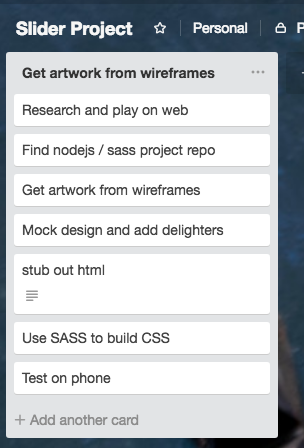 Slider Project
Personal
P
Get artwork from wireframes
Research and play on web
Find nodejs / sass project repo
Get artwork from wireframes
Mock design and add delighters
stub out html
Use SASS to build CSS
Test on phone
+ Add another card